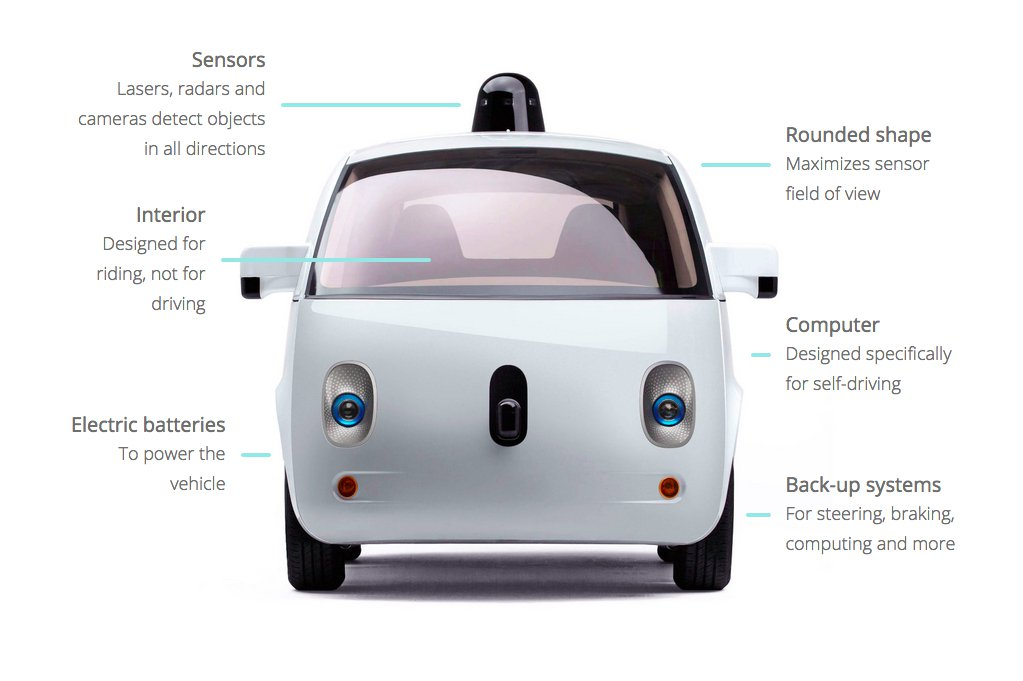 Sensors
Lasers, radars and
cameras detect objects
in all directions
Interior
Designed for
riding, not for
driving
Electric batteries
To power the
vehicle
Rounded shape
Maximizes sensor
field of view
Computer
Designed specifically
for self-driving
Back-up systems
For steering, braking,
computing and more